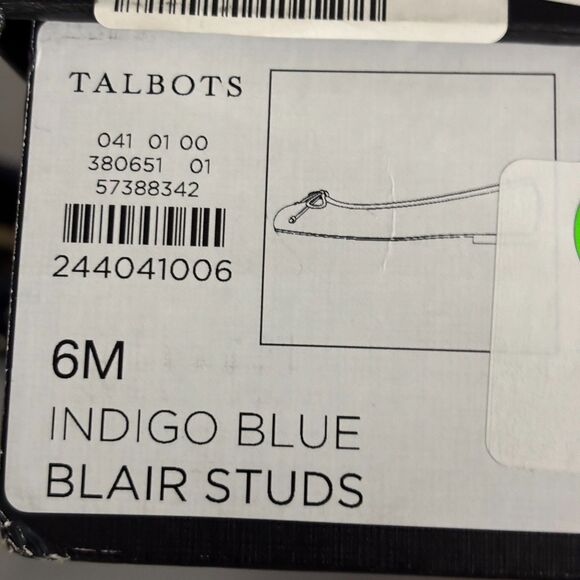 TALBOTS
041 01 00
380651 01
57388342
244041006
6M
INDIGO BLUE
BLAIR STUDS